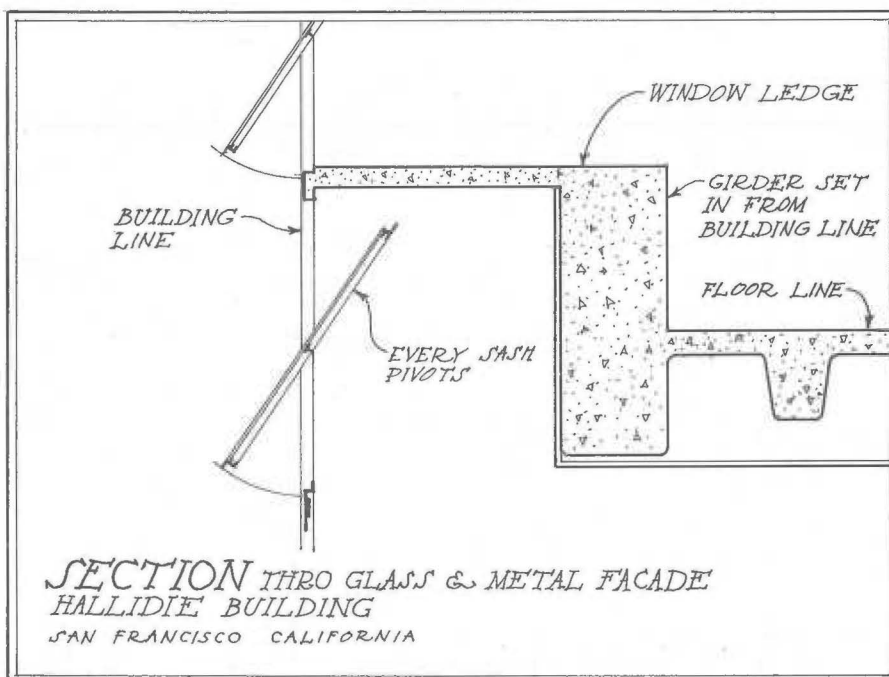 WINDOW LEDGE
GIRDER SET
IN FROM
BUILDING LINE
BUILDING
LINE
FLOOR LINE
EVERY SASH
PIVOTS
SECTION THRO GLASS & METAL FACADE
HALLIDIE BUILDING
SAN FRANCISCO CALIFORNIA